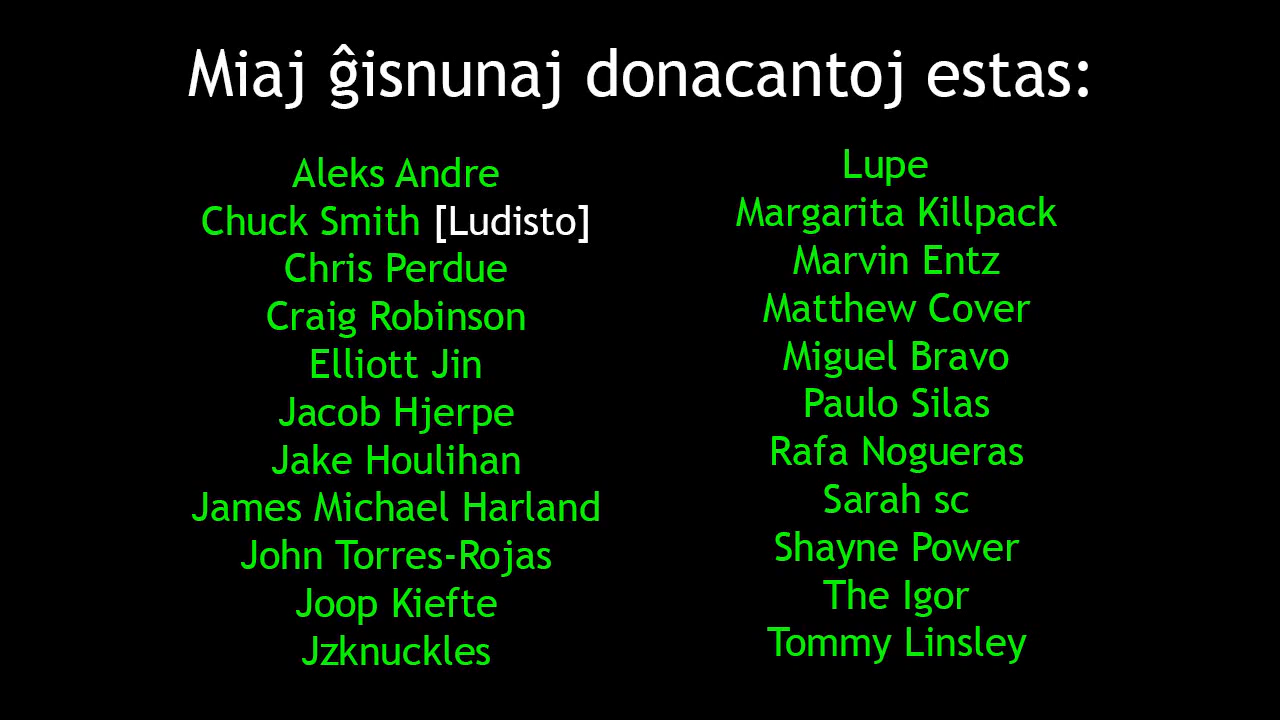 Miaj ĝisnunaj donacantoj estas:
Aleks Andre
Chuck Smith [Ludisto]
Chris Perdue
Craig Robinson
Elliott Jin
Jacob Hjerpe
Jake Houlihan
James Michael Harland
John Torres-Rojas
Joop Kiefte
Jzknuckles
Lupe
Margarita Killpack
Marvin Entz
Matthew Cover
Miguel Bravo
Paulo Silas
Rafa Nogueras
Sarah sc
Shayne Power
The Igor
Tommy Linsley